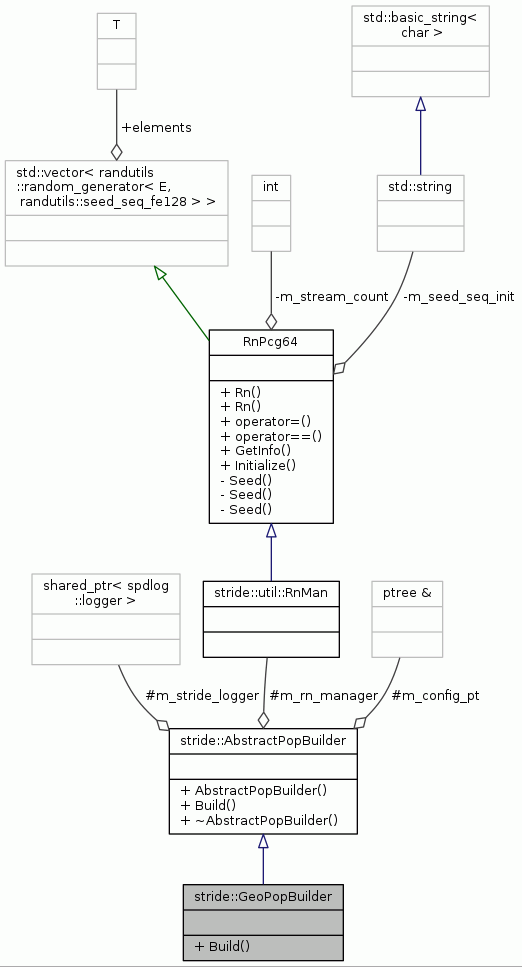 T
std::basic_string<
char >
+elements
std::vector< randutils
::random_generator< E,
randutils::seed_seq_fe128 > >
int
std::string
-m_stream_count
-m_seed_seq_init
RnPcg64
+ Rn()
+ Rn()
+ operator=()
+ operator==()
+ GetInfo()
+ Initialize()
- Seed()
- Seed()
- Seed()
shared_ptr< spdlog
::logger >
stride::util::RnMan
ptree &
#m_stride_logger
#m_rn_manager
#m_config_pt
stride::AbstractPopBuilder
+ AbstractPopBuilder()
+ Build()
+ ~AbstractPopBuilder()
stride::GeoPopBuilder
+ Build()